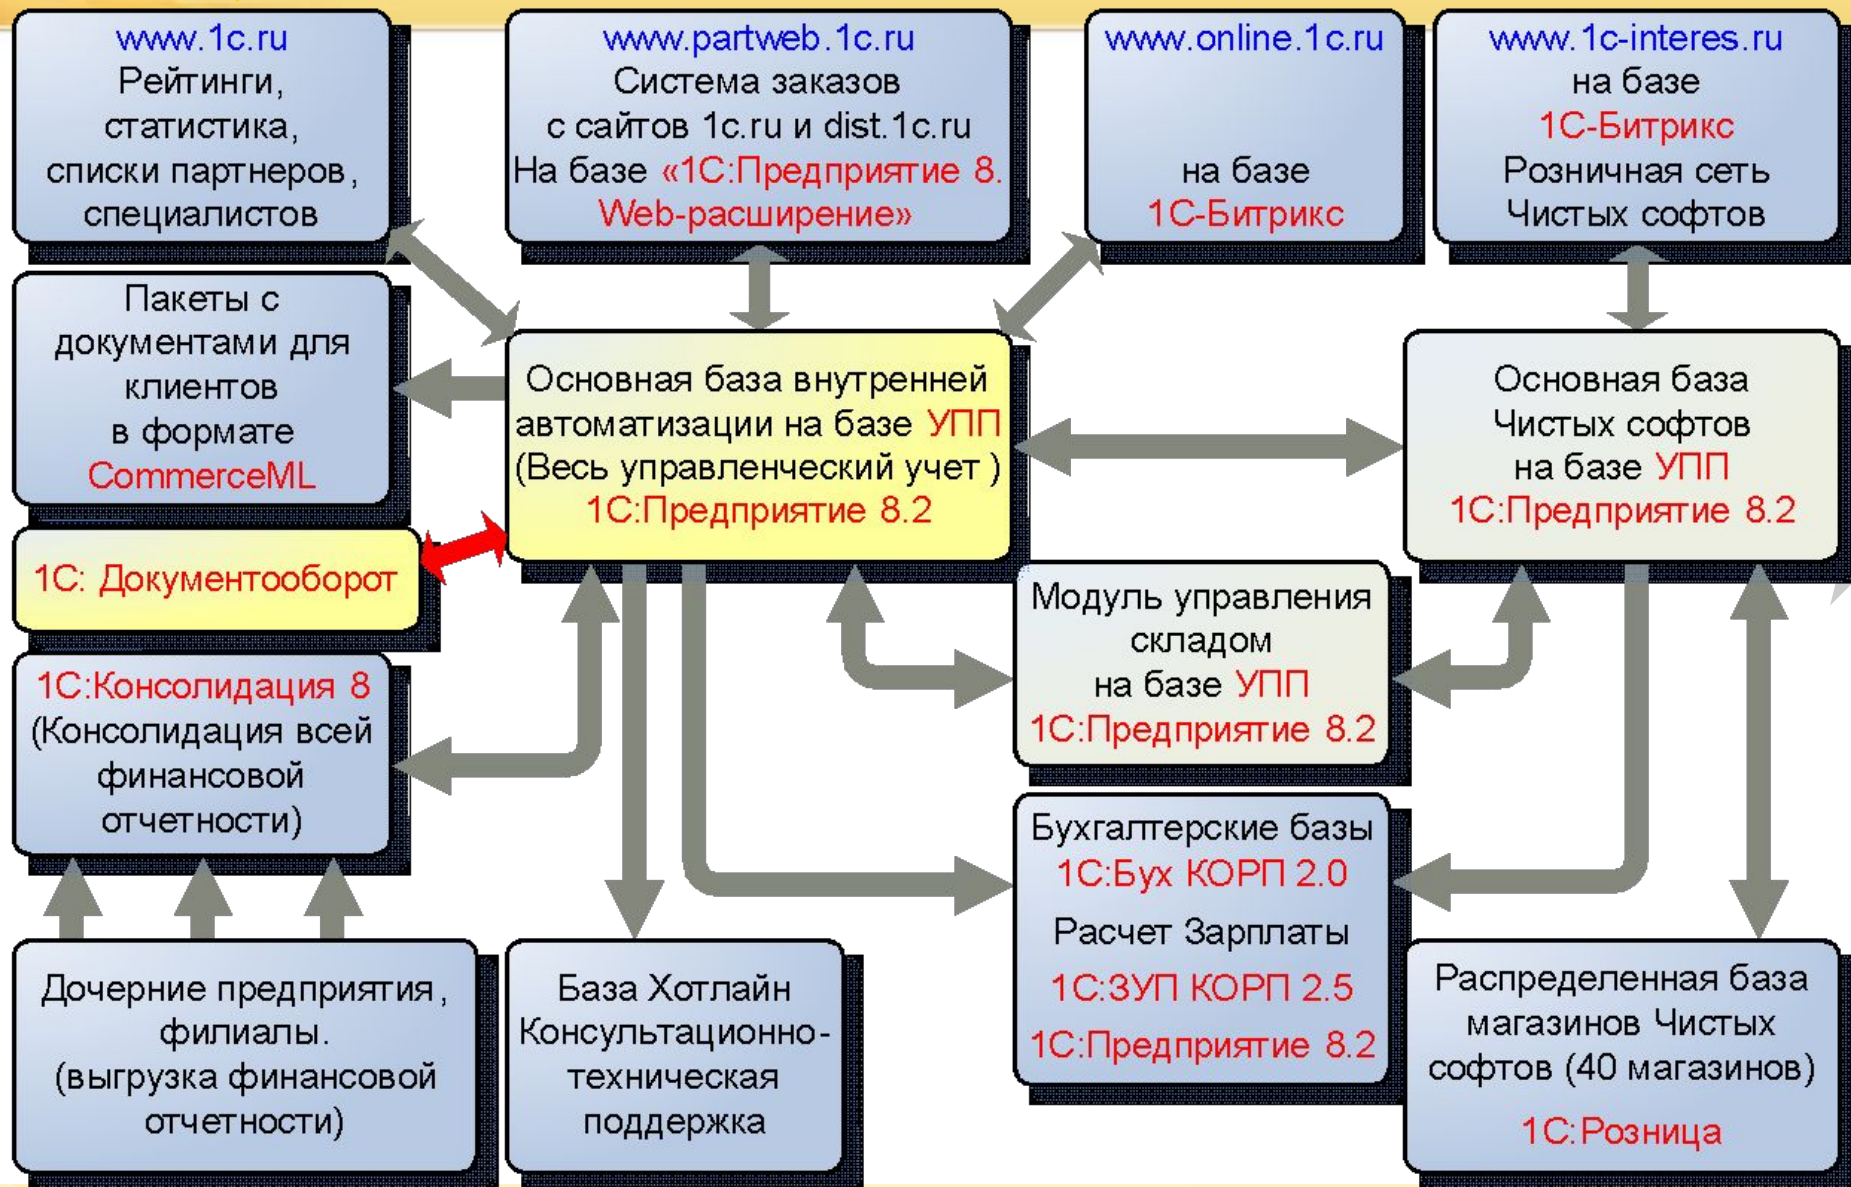 www.1c.ru
Рейтинги,
статистика,
списки партнеров,
специалистов
www.partweb.1c.ru
Система заказов
с сайтов 1c.ru и dist.1c.ru
На базе «1С:Предприятие 8.
Web-расширение»
www.online.1c.ru
на базе
1С-Битрикс
www.1c-interes.ru
на базе
1С-Битрикс
Розничная сеть
Чистых софтов
Пакеты с
документами для
клиентов
в формате
CommerceML
Основная база внутренней
автоматизации на базе УПП
(Весь управленческий учет )
1С:Предприятие 8.2
Основная база
Чистых софтов
на базе УПП
1С:Предприятие 8.2
1С: Документооборот
Модуль управления
складом
на базе УПП
1С:Предприятие 8.2
1С:Консолидация 8
(Консолидация всей
финансовой
отчетности)
Бухгалтерские базы
1С:Бух КОРП 2.0
Расчет Зарплаты
1С:ЗУП КОРП 2.5
1С:Предприятие 8.2
Дочерние предприятия,
филиалы.
(выгрузка финансовой
отчетности)
База Хотлайн
Консультационно-
техническая
поддержка
Распределенная база
магазинов Чистых
софтов (40 магазинов)
1С:Розница